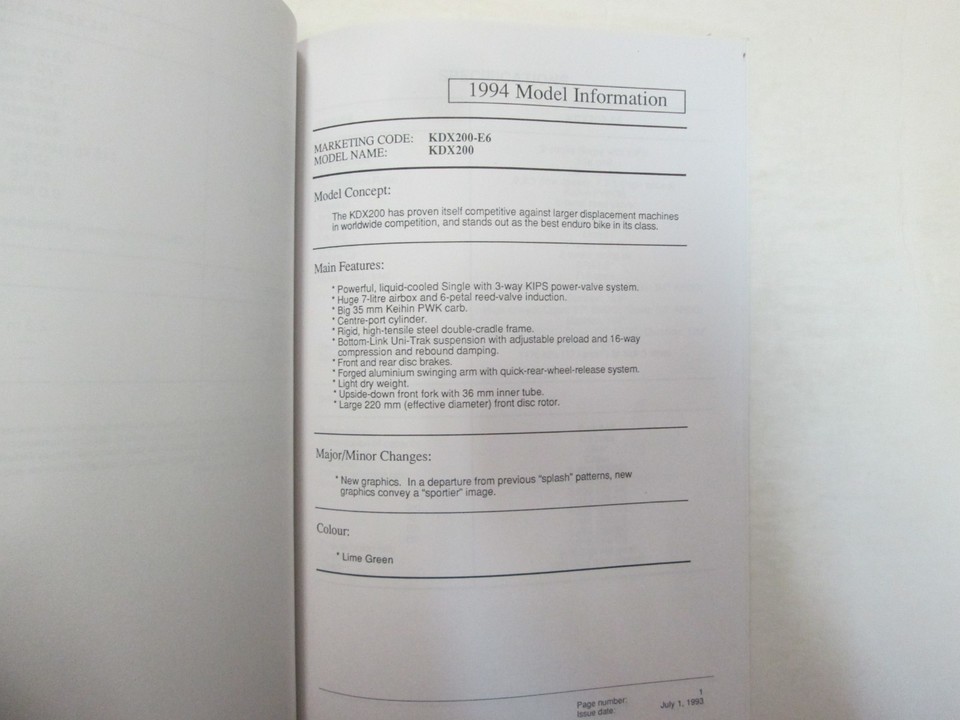 1994 Model Information
MARKETING CODE: KDX200-E6
MODEL NAME: KDX200
Model Concept:
The KDX200 has proven itself competitive against larger displacement machines
in worldwide competition, and stands out as the best enduro bike in its class.
Main Features:
* Powerful, liquid-cooled Single with 3-way KIPS power-valve system.
* Huge 7-litre airbox and 6-petal reed-valve induction.
* Big 35 mm Keihin PWK carb.
* Centre-port cylinder.
* Rigid, high-tensile steel double-cradle frame.
* Bottom-Link Uni-Trak suspension with adjustable preload and 16-way
compression and rebound damping.
* Front and rear disc brakes.
* Forged aluminium swinging arm with quick-rear-wheel-release system.
* Light dry weight.
* Upside-down front fork with 36 mm inner tube.
* Large 220 mm (effective diameter) front disc rotor.
Major/Minor Changes:
* New graphics. In a departure from previous "splash" patterns, new
graphics convey a "sportier" image.
Colour:
* Lime Green
Page number: 1
Issue date: July 1, 1993